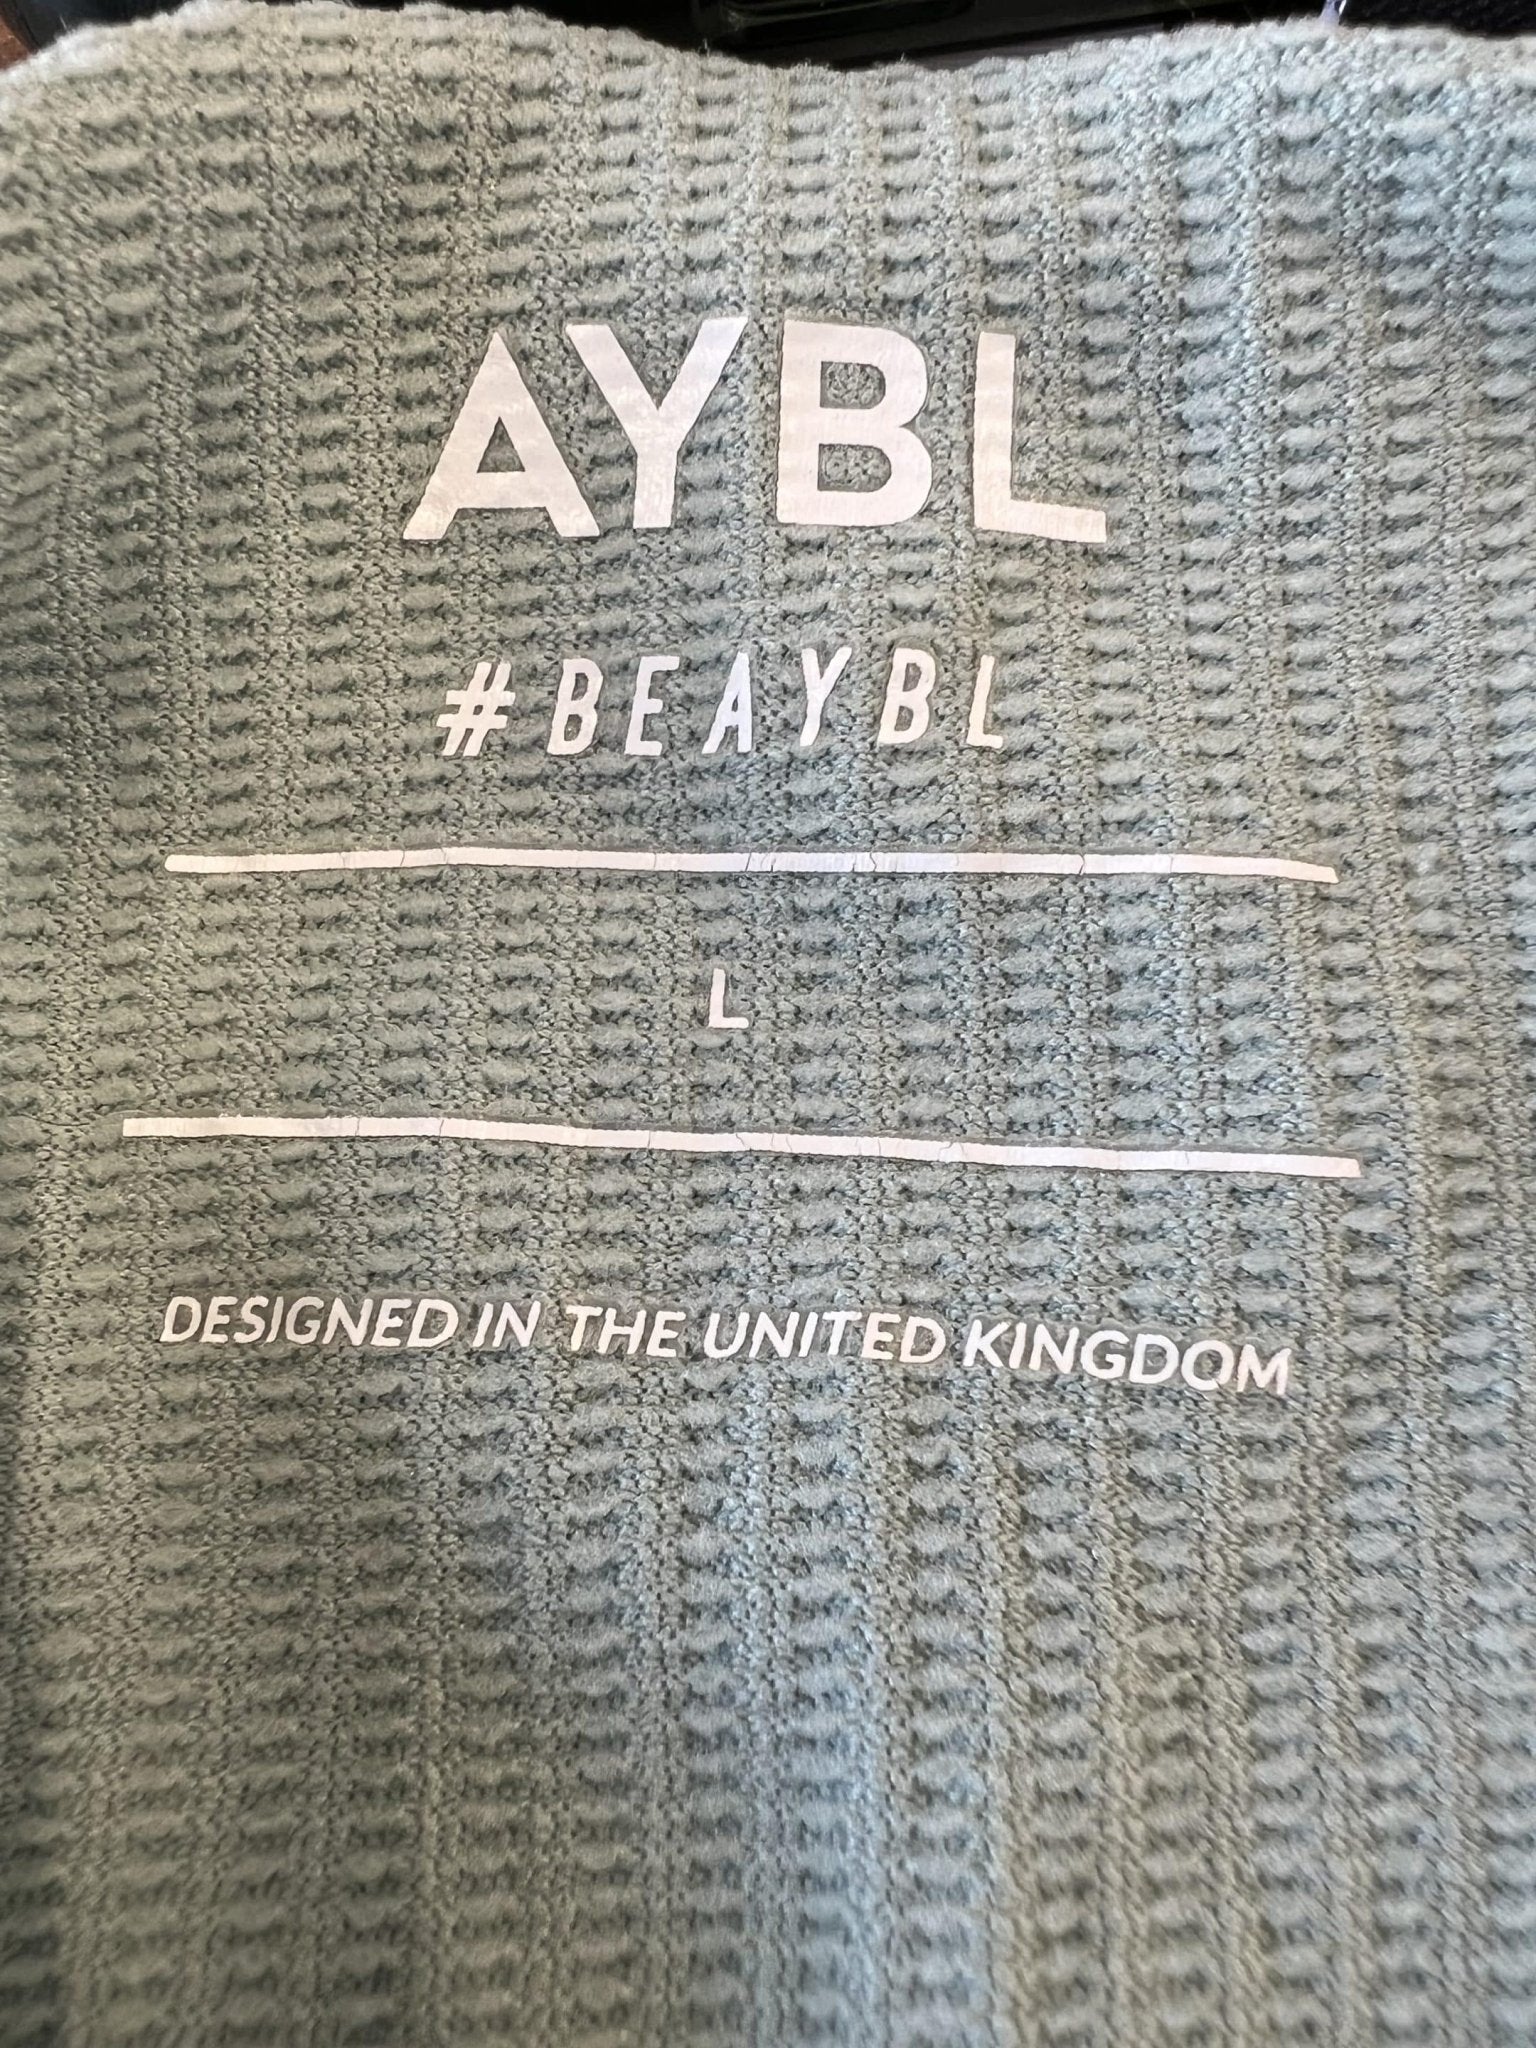 AYBL
#BEAYBL
L
DESIGNED IN THE UNITED KINGDOM